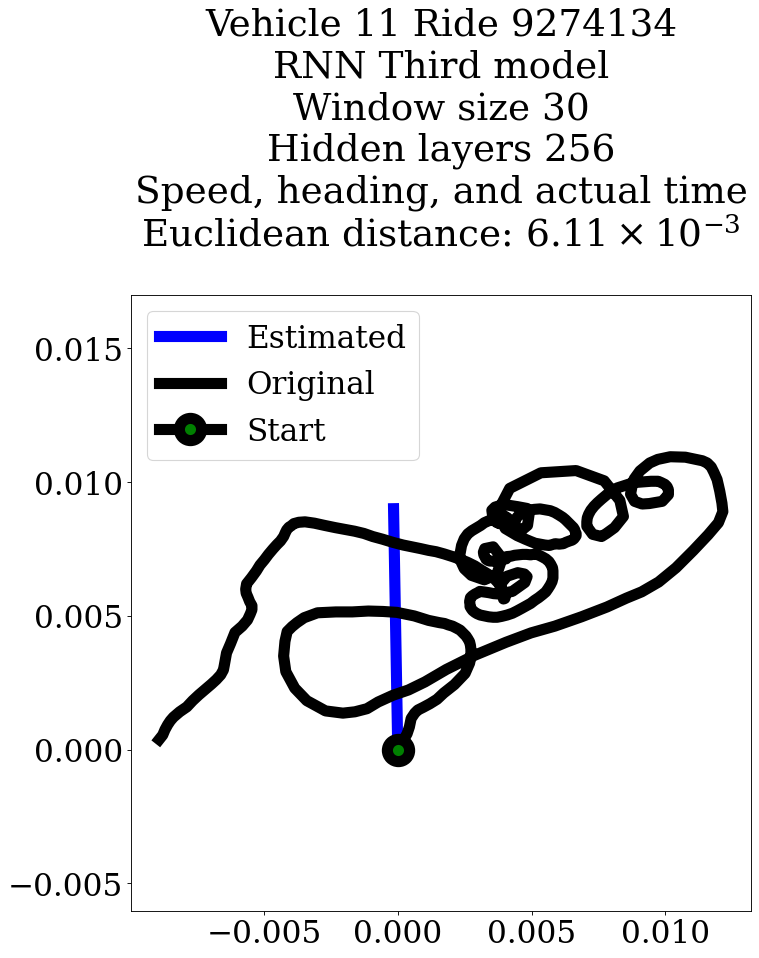 Vehicle 11 Ride 9274134
RNN Third model
Window size 30
Hidden layers 256
Speed, heading, and actual time
Euclidean distance: 6.11 × 10⁻³
Estimated
Original
Start
0.015
0.010
0.005
0.000
−0.005
−0.005 0.000 0.005 0.010